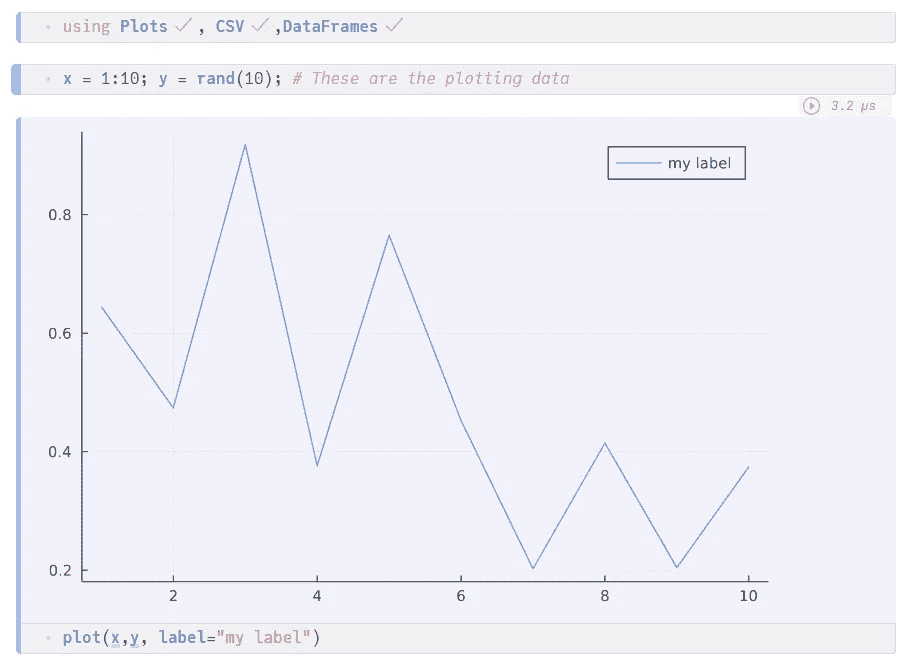 using Plots ✓ , CSV ✓ ,DataFrames ✓
x = 1:10; y = rand(10); # These are the plotting data
3.2 μs
my label
0.8
0.6
0.4
0.2
2 4 6 8 10
plot(x,y, label="my label")